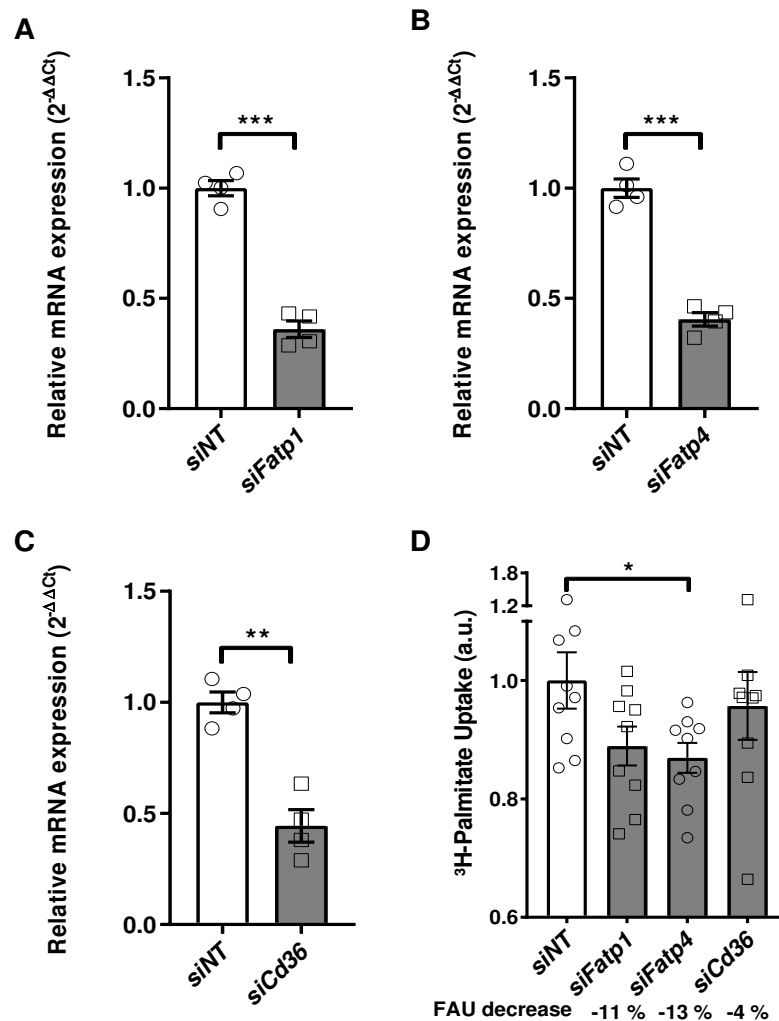 A
Relative mRNA expression (2-ΔΔCt)
1.5
1.0
0.5
0.0
***
siNT
siFatp1
B
Relative mRNA expression (2-ΔΔCt)
1.5
1.0
0.5
0.0
***
siNT
siFatp4
C
Relative mRNA expression (2-ΔΔCt)
1.5
1.0
0.5
0.0
**
siNT
siCd36
D
3H-Palmitate Uptake (a.u.)
1.8
1.2
1.0
0.8
0.6
*
siNT
siFatp1
siFatp4
siCd36
FAU decrease -11 % -13 % -4 %